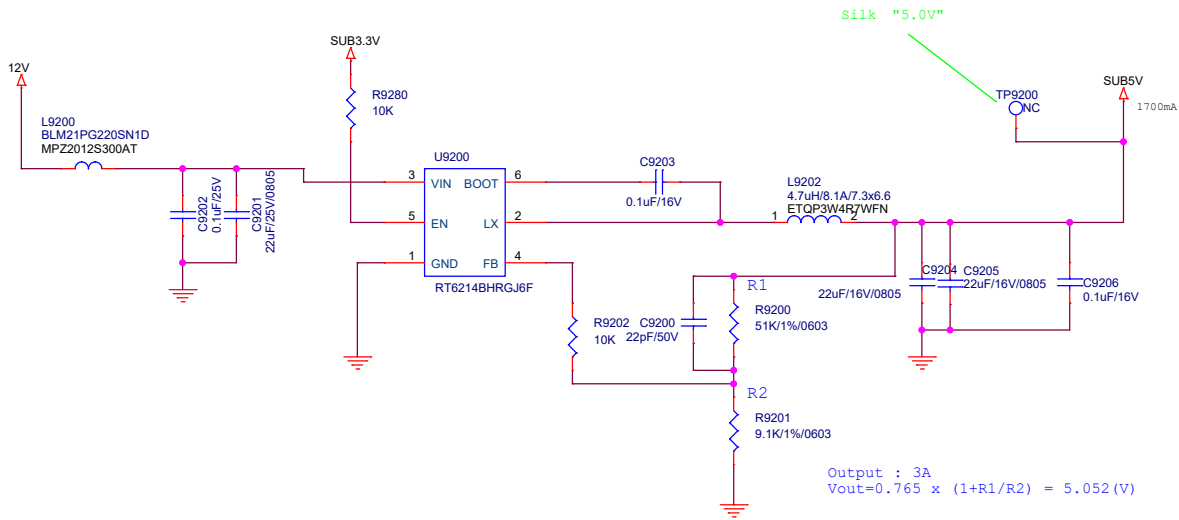 Silk "5.0V"
SUB3.3V
12V
TP9200
NC
SUB5V
1700mA
R9280
10K
L9200
BLM21PG220SN1D
MPZ2012S300AT
U9200
3
VIN
BOOT
6
5
EN
LX
2
1
GND
FB
4
RT6214BHRGJ6F
C9203
0.1uF/16V
L9202
4.7uH/8.1A/7.3x6.6
ETQP3W4R7WFN
1
2
C9202
0.1uF/25V
C9201
22uF/25V/0805
R1
R9200
51K/1%/0603
C9200
22pF/50V
R9202
10K
R2
R9201
9.1K/1%/0603
C9204
22uF/16V/0805
C9205
22uF/16V/0805
C9206
0.1uF/16V
Output : 3A
Vout=0.765 x (1+R1/R2) = 5.052(V)